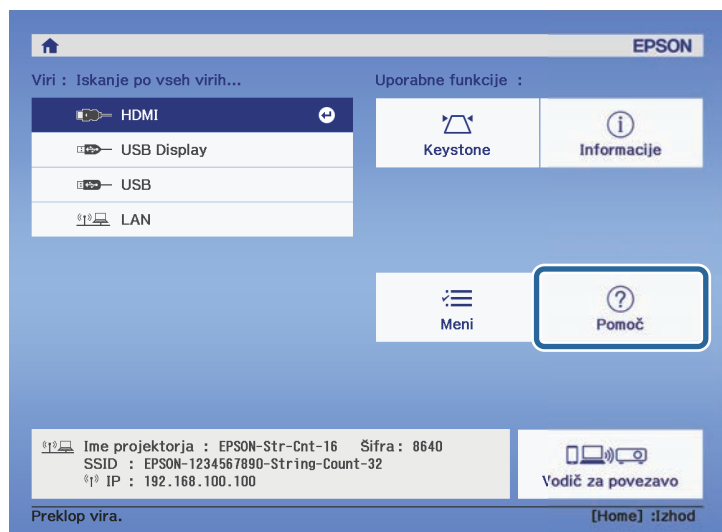 EPSON
Viri : Iskanje po vseh virih...
HDMI
USB Display
USB
LAN
Uporabne funkcije :
Keystone
Informacije
Meni
Pomoč
Ime projektorja : EPSON-Str-Cnt-16 Šifra : 8640
SSID : EPSON-1234567890-String-Count-32
IP : 192.168.100.100
Vodič za povezavo
Preklop vira.
[Home] :Izhod